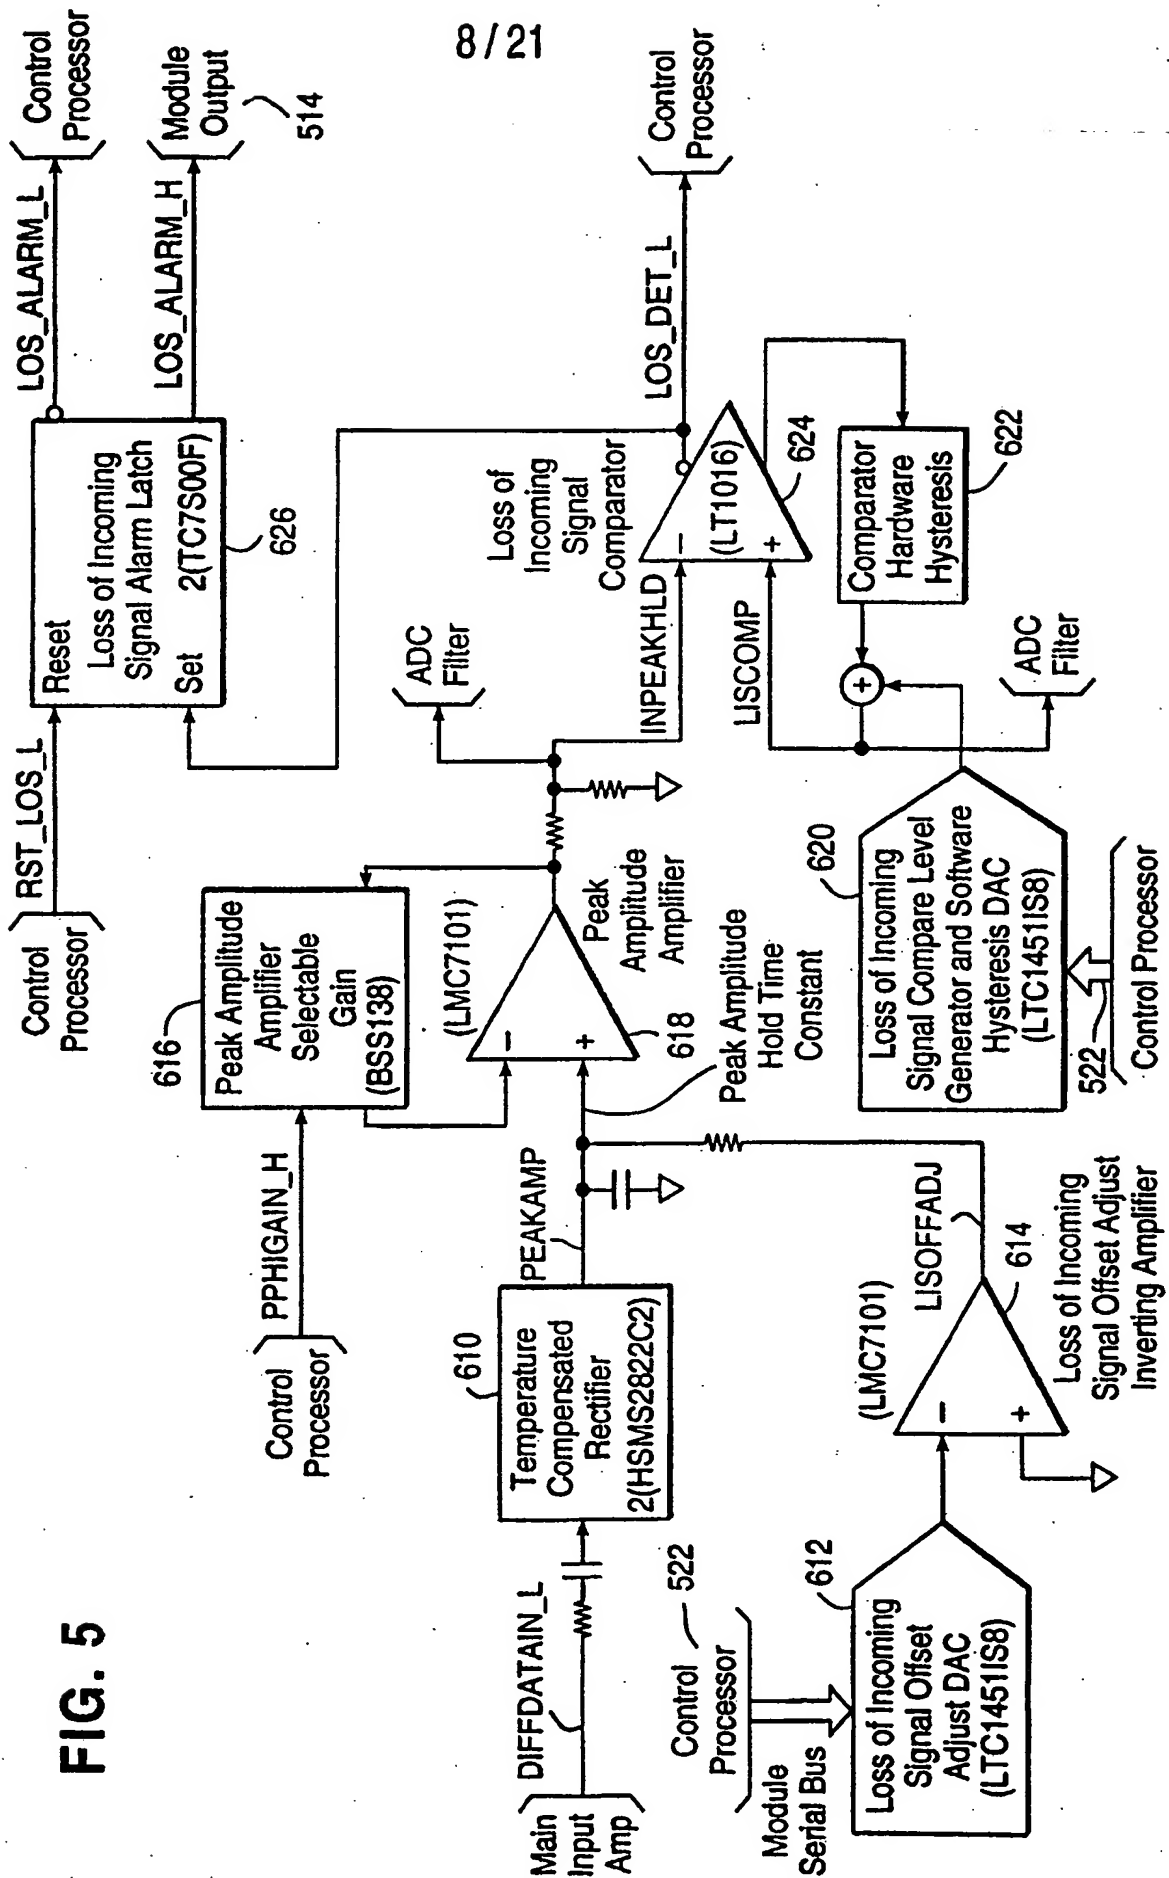 8/21
FIG. 5
Control
Processor
RST_LOS_L
Reset
Loss of Incoming
Signal Alarm Latch
Set
2(TC7S00F)
626
LOS_ALARM_L
Control
Processor
LOS_ALARM_H
Module
Output
514
Control
Processor
PPHIGAIN_H
616
Peak Amplitude
Amplifier
Selectable
Gain
(BSS138)
ADC
Filter
Loss of
Incoming
Signal
Comparator
LOS_DET_L
Control
Processor
Main
Input
Amp
DIFFDATAIN_L
610
Temperature
Compensated
Rectifier
2(HSMS2822C2)
PEAKAMP
(LMC7101)
-
+
618
Peak
Amplitude
Amplifier
Peak Amplitude
Hold Time
Constant
INPEAKHLD
LISCOMP
-
(LT1016)
+
624
Comparator
Hardware
Hysteresis
622
+
ADC
Filter
Control
Processor
522
Module
Serial Bus
612
Loss of Incoming
Signal Offset
Adjust DAC
(LTC1451IS8)
(LMC7101)
-
+
614
LISOFFADJ
Loss of Incoming
Signal Offset Adjust
Inverting Amplifier
620
Loss of Incoming
Signal Compare Level
Generator and Software
Hysteresis DAC
(LTC1451IS8)
522
Control Processor